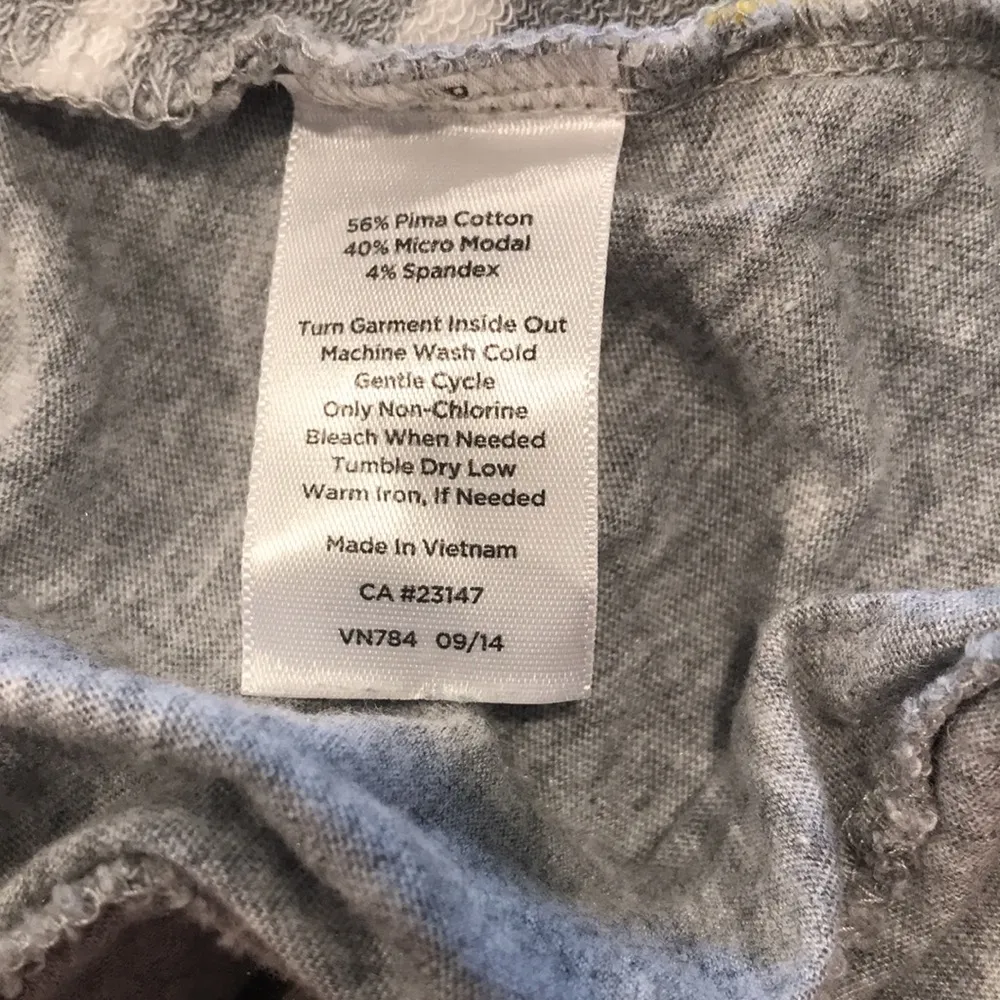 56% Pima Cotton
40% Micro Modal
4% Spandex
Turn Garment Inside Out
Machine Wash Cold
Gentle Cycle
Only Non-Chlorine
Bleach When Needed
Tumble Dry Low
Warm Iron, If Needed
Made In Vietnam
CA #23147
VN784 09/14